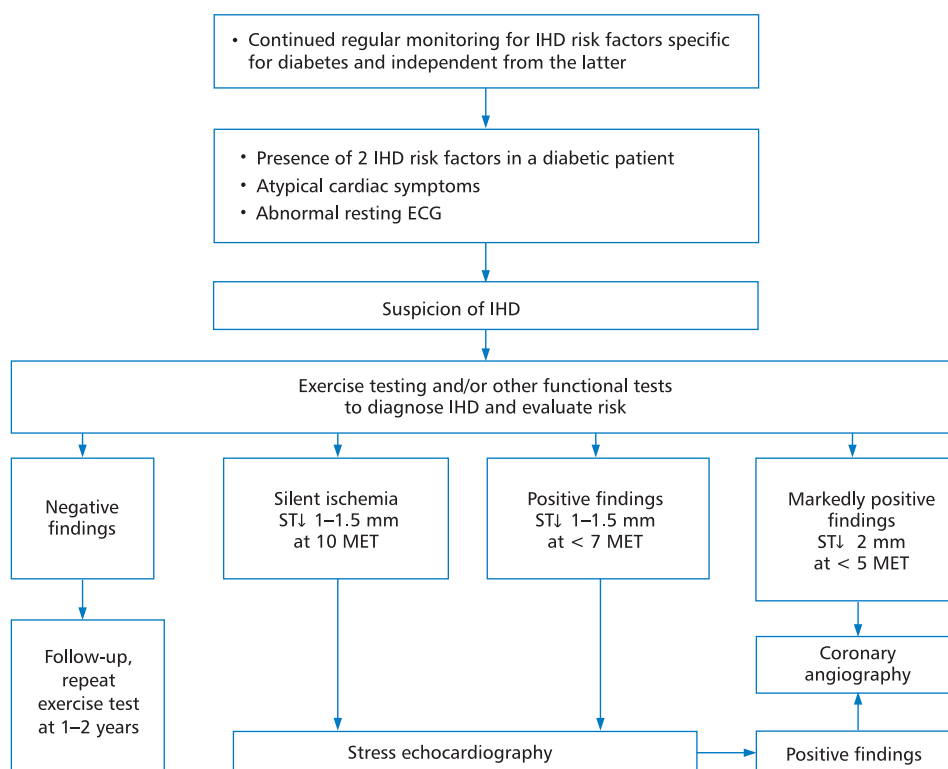 • Continued regular monitoring for IHD risk factors specific
for diabetes and independent from the latter
• Presence of 2 IHD risk factors in a diabetic patient
• Atypical cardiac symptoms
• Abnormal resting ECG
Suspicion of IHD
Exercise testing and/or other functional tests
to diagnose IHD and evaluate risk
Negative
findings
Silent ischemia
ST↓ 1–1.5 mm
at 10 MET
Positive findings
ST↓ 1–1.5 mm
at < 7 MET
Markedly positive
findings
ST↓ 2 mm
at < 5 MET
Follow-up,
repeat
exercise test
at 1–2 years
Coronary
angiography
Stress echocardiography
Positive findings